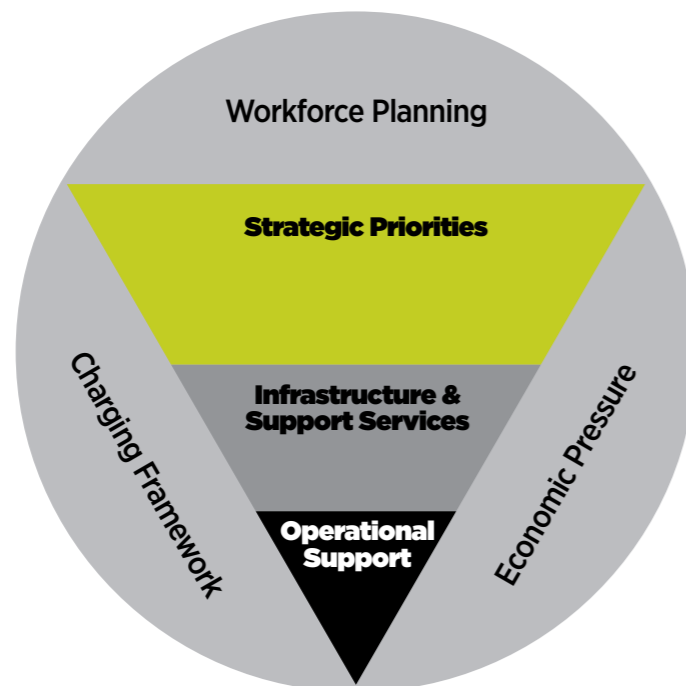 Workforce Planning
Strategic Priorities
Charging Framework
Infrastructure &
Support Services
Economic Pressure
Operational
Support